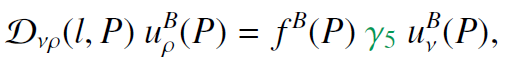 𝒟_{νρ}(l, P) u^B_ρ(P) = f^B(P) γ_5 u^B_ν(P),